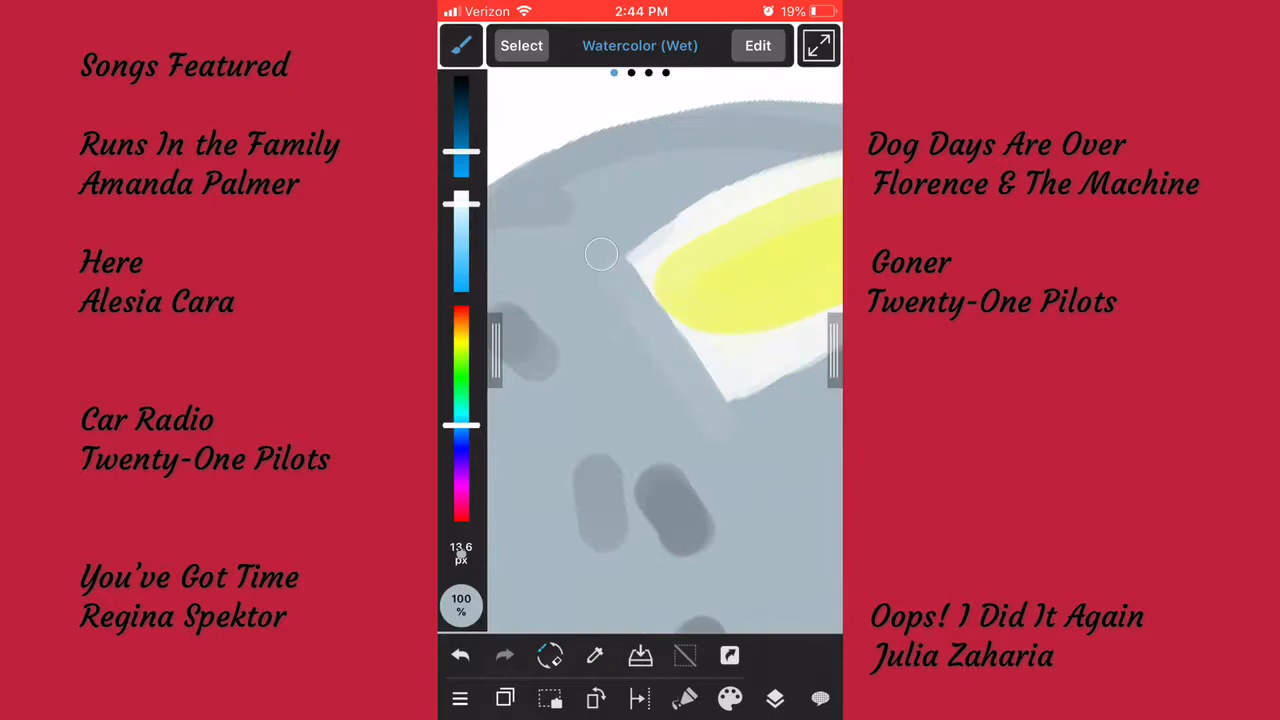 Songs Featured
Runs In the Family
Amanda Palmer
Here
Alesia Cara
Car Radio
Twenty-One Pilots
You've Got Time
Regina Spektor
Verizon
2:44 PM
19%
Select
Watercolor (Wet)
Edit
13.6
px
100
%
Dog Days Are Over
Florence & The Machine
Goner
Twenty-One Pilots
Oops! I Did It Again
Julia Zaharia